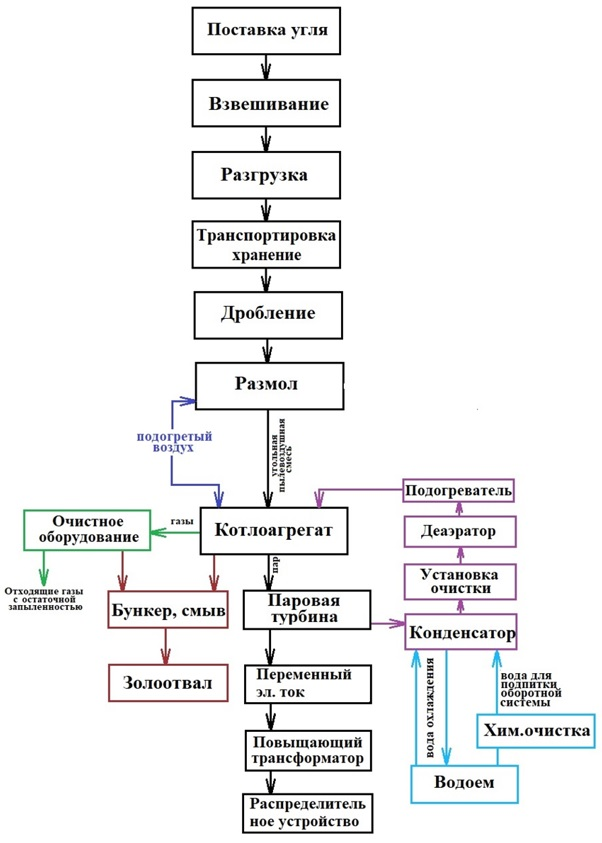 Поставка угля
Взвешивание
Разгрузка
Транспортировка
хранение
Дробление
Размол
подогретый
воздух
угольная
пылевоздушная
смесь
Подогреватель
Деаэратор
Установка
очистки
Конденсатор
Котлоагрегат
газы
Очистное
оборудование
Отходящие газы
с остаточной
запыленностью
Бункер, смыв
Золоотвал
пар
Паровая
турбина
Переменный
эл. ток
Повыщающий
трансформатор
Распределитель
ное устройство
вода охлаждения
вода для
подпитки
оборотной
системы
Хим.очистка
Водоем